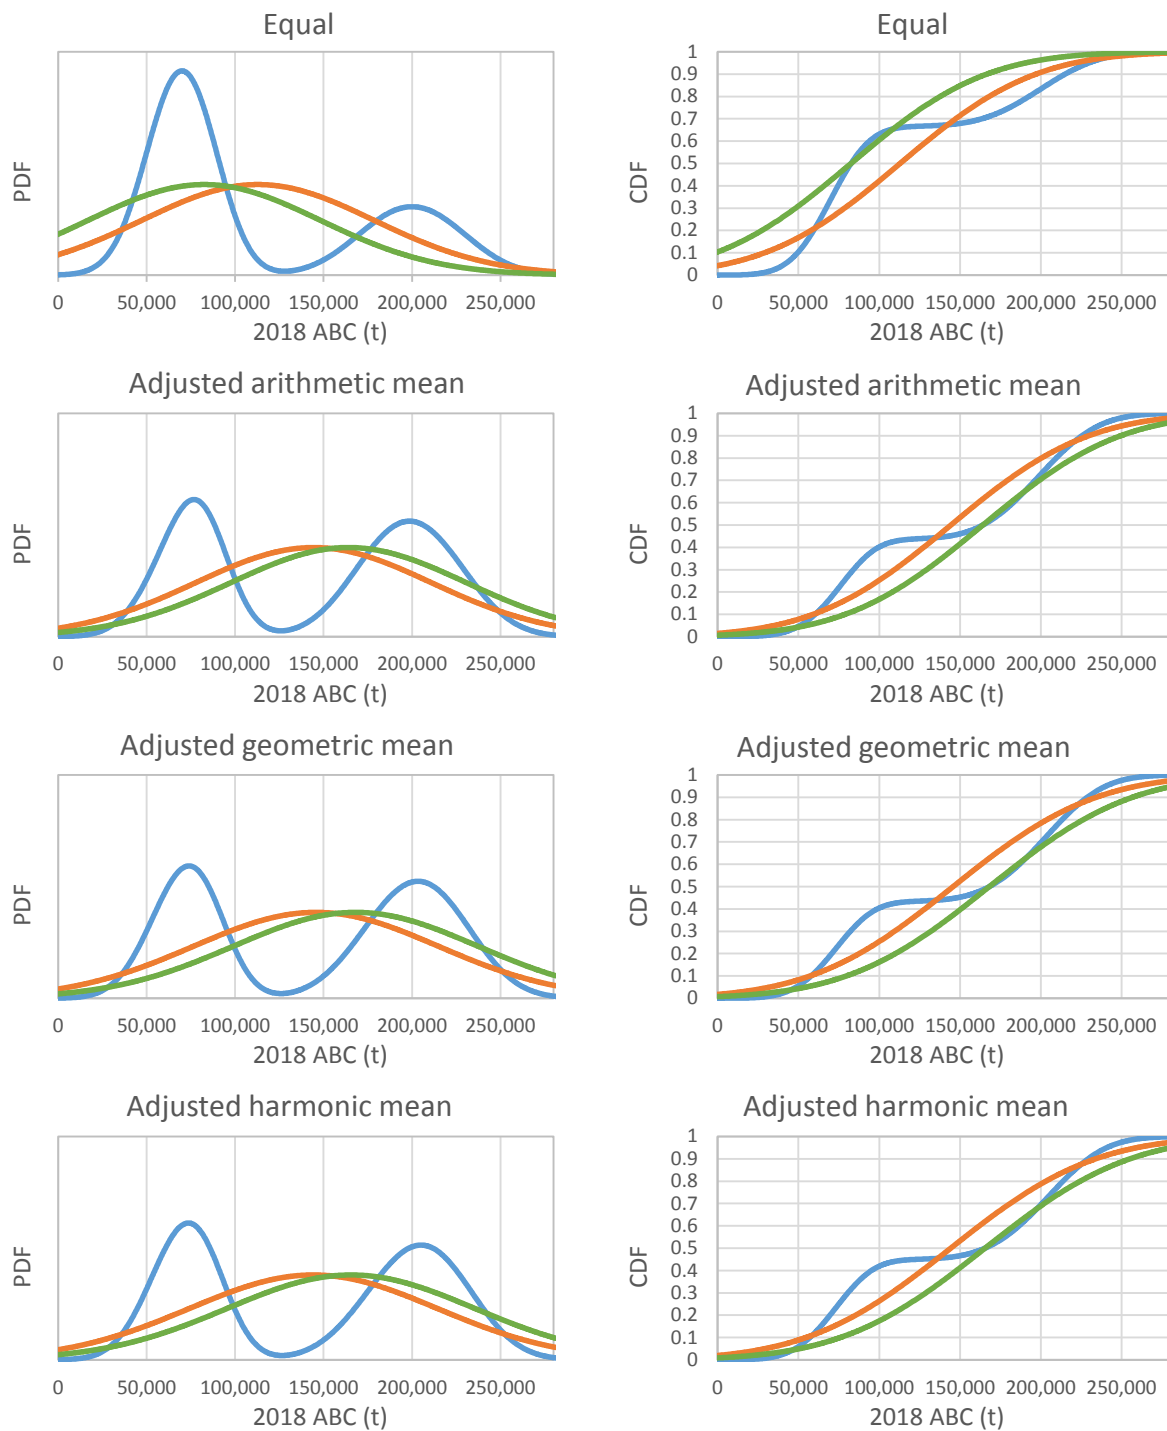 Equal
PDF
0 50,000 100,000 150,000 200,000 250,000
2018 ABC (t)
Equal
1
0.9
0.8
0.7
0.6
0.5
0.4
0.3
0.2
0.1
0
CDF
0 50,000 100,000 150,000 200,000 250,000
2018 ABC (t)
Adjusted arithmetic mean
PDF
0 50,000 100,000 150,000 200,000 250,000
2018 ABC (t)
Adjusted arithmetic mean
1
0.9
0.8
0.7
0.6
0.5
0.4
0.3
0.2
0.1
0
CDF
0 50,000 100,000 150,000 200,000 250,000
2018 ABC (t)
Adjusted geometric mean
PDF
0 50,000 100,000 150,000 200,000 250,000
2018 ABC (t)
Adjusted geometric mean
1
0.9
0.8
0.7
0.6
0.5
0.4
0.3
0.2
0.1
0
CDF
0 50,000 100,000 150,000 200,000 250,000
2018 ABC (t)
Adjusted harmonic mean
PDF
0 50,000 100,000 150,000 200,000 250,000
2018 ABC (t)
Adjusted harmonic mean
1
0.9
0.8
0.7
0.6
0.5
0.4
0.3
0.2
0.1
0
CDF
0 50,000 100,000 150,000 200,000 250,000
2018 ABC (t)